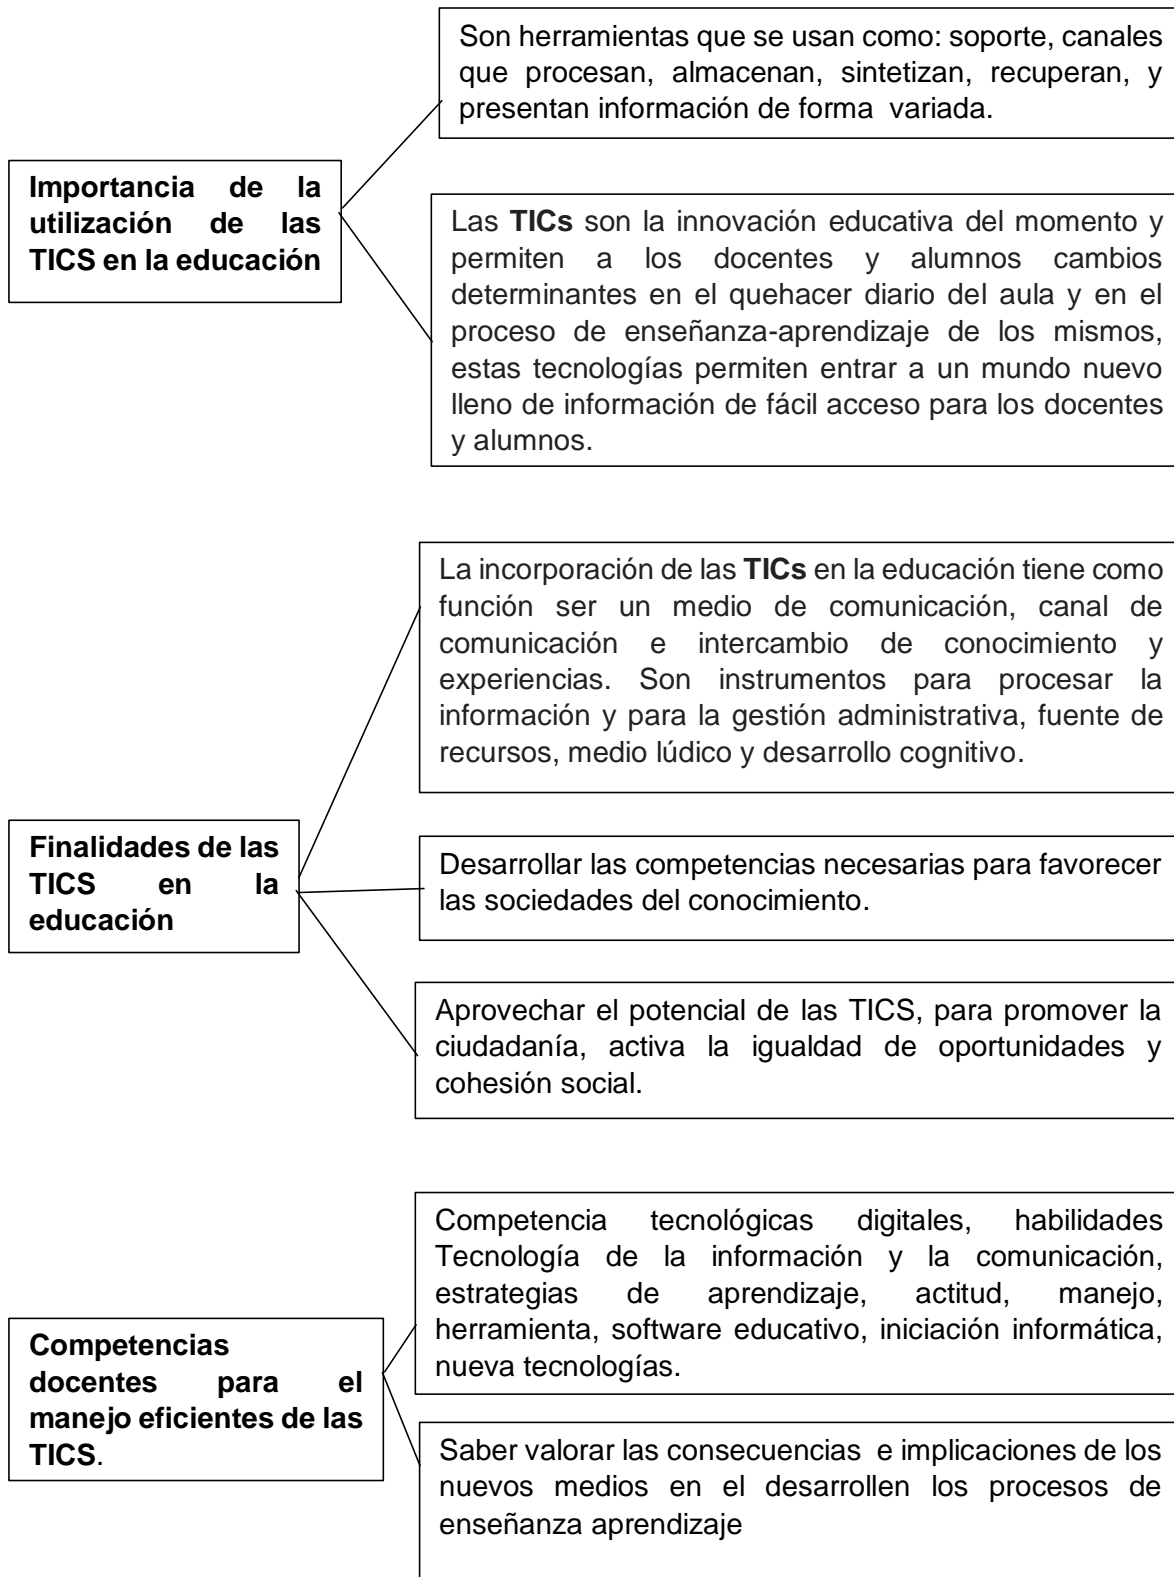 Son herramientas que se usan como: soporte, canales
que procesan, almacenan, sintetizan, recuperan, y
presentan información de forma variada.
Importancia de la
utilización de las
TICS en la educación
Las TICs son la innovación educativa del momento y
permiten a los docentes y alumnos cambios
determinantes en el quehacer diario del aula y en el
proceso de enseñanza-aprendizaje de los mismos,
estas tecnologías permiten entrar a un mundo nuevo
lleno de información de fácil acceso para los docentes
y alumnos.
La incorporación de las TICs en la educación tiene como
función ser un medio de comunicación, canal de
comunicación e intercambio de conocimiento y
experiencias. Son instrumentos para procesar la
información y para la gestión administrativa, fuente de
recursos, medio lúdico y desarrollo cognitivo.
Finalidades de las
TICS en la
educación
Desarrollar las competencias necesarias para favorecer
las sociedades del conocimiento.
Aprovechar el potencial de las TICS, para promover la
ciudadanía, activa la igualdad de oportunidades y
cohesión social.
Competencia tecnológicas digitales, habilidades
Tecnología de la información y la comunicación,
estrategias de aprendizaje, actitud, manejo,
herramienta, software educativo, iniciación informática,
nueva tecnologías.
Competencias
docentes para el
manejo eficientes de las
TICS.
Saber valorar las consecuencias e implicaciones de los
nuevos medios en el desarrollen los procesos de
enseñanza aprendizaje